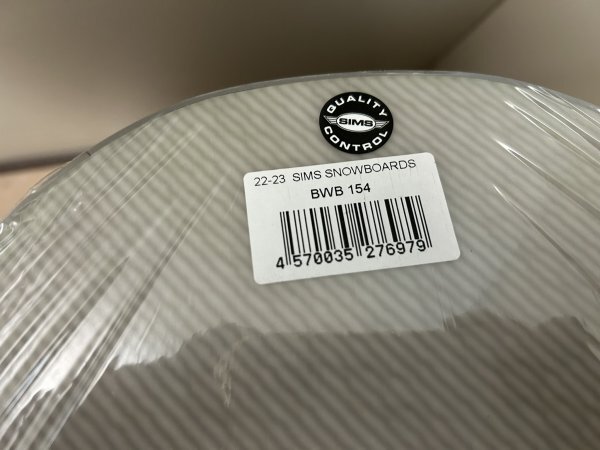 QUALITY
SIMS
CONTROL
22-23 SIMS SNOWBOARDS
BWB 154
4 570035 276979